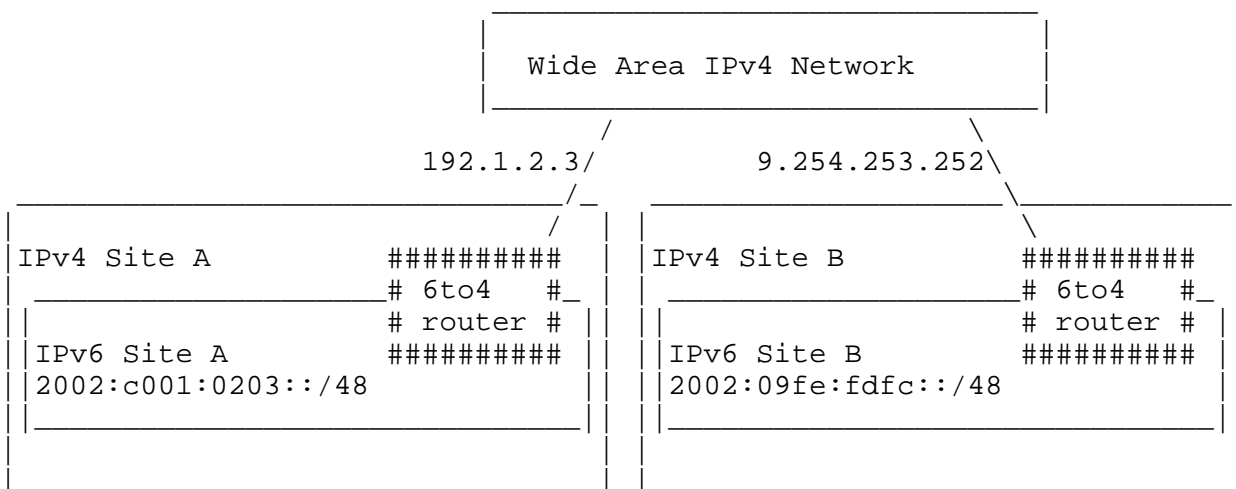 Wide Area IPv4 Network
192.1.2.3 9.254.253.252
IPv4 Site A ########## IPv4 Site B ##########
# 6to4 # # 6to4 #
# router # # router #
IPv6 Site A ########## IPv6 Site B ##########
2002:c001:0203::/48 2002:09fe:fdfc::/48